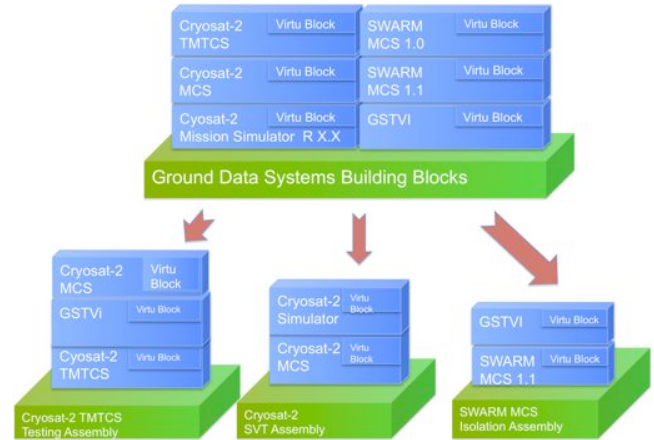 Cryosat-2 Virtu Block
TMTCS
SWARM Virtu Block
MCS 1.0
Cryosat-2 Virtu Block
MCS
SWARM Virtu Block
MCS 1.1
Cyosat-2 Virtu Block
Mission Simulator R X.X
GSTVI Virtu Block
Ground Data Systems Building Blocks
Cryosat-2 Virtu
MCS Block
GSTVi Virtu Block
Cyosat-2 Virtu Block
TMTCS
Cryosat-2 TMTCS
Testing Assembly
Cryosat-2 Virtu
Simulator Block
Cryosat-2 Virtu
MCS Block
Cryosat-2
SVT Assembly
GSTVI Virtu Block
SWARM Virtu Block
MCS 1.1
SWARM MCS
Isolation Assembly